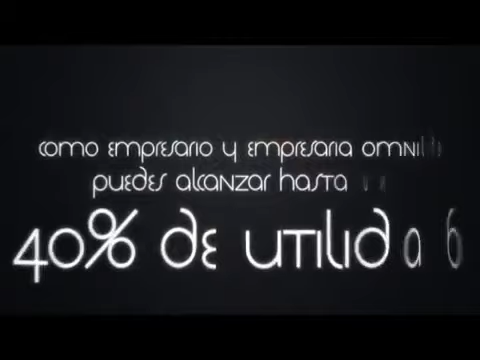 como empresario y empresaria
puedes alcanzar hasta
40% de